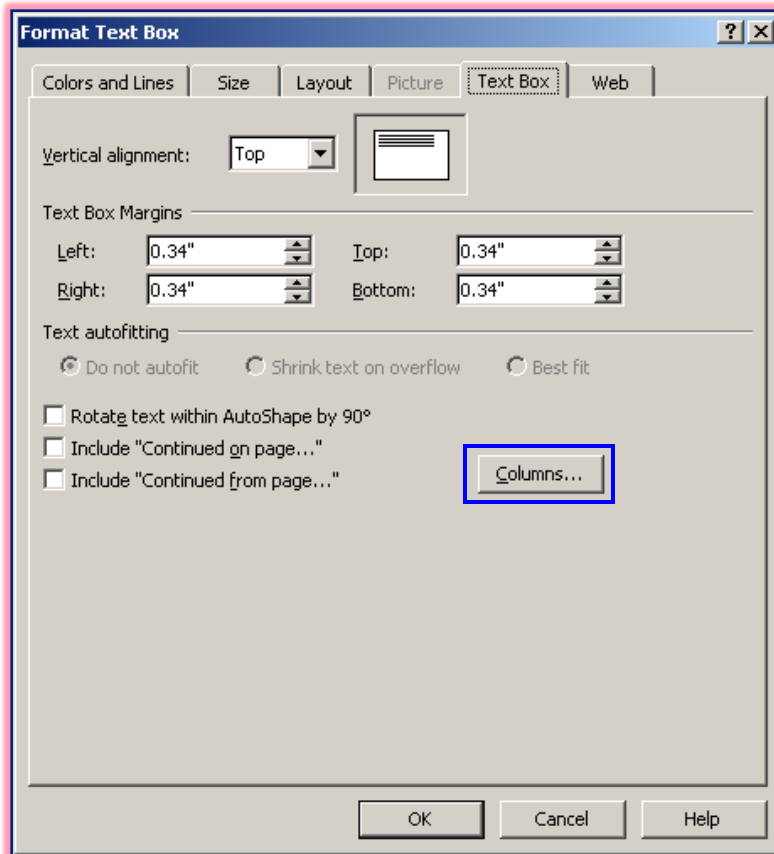 Format Text Box
Colors and Lines Size Layout Picture Text Box Web
Vertical alignment: Top
Text Box Margins
Left: 0.34" Top: 0.34"
Right: 0.34" Bottom: 0.34"
Text autofitting
Do not autofit Shrink text on overflow Best fit
Rotate text within AutoShape by 90°
Include "Continued on page..."
Include "Continued from page..." Columns...
OK Cancel Help